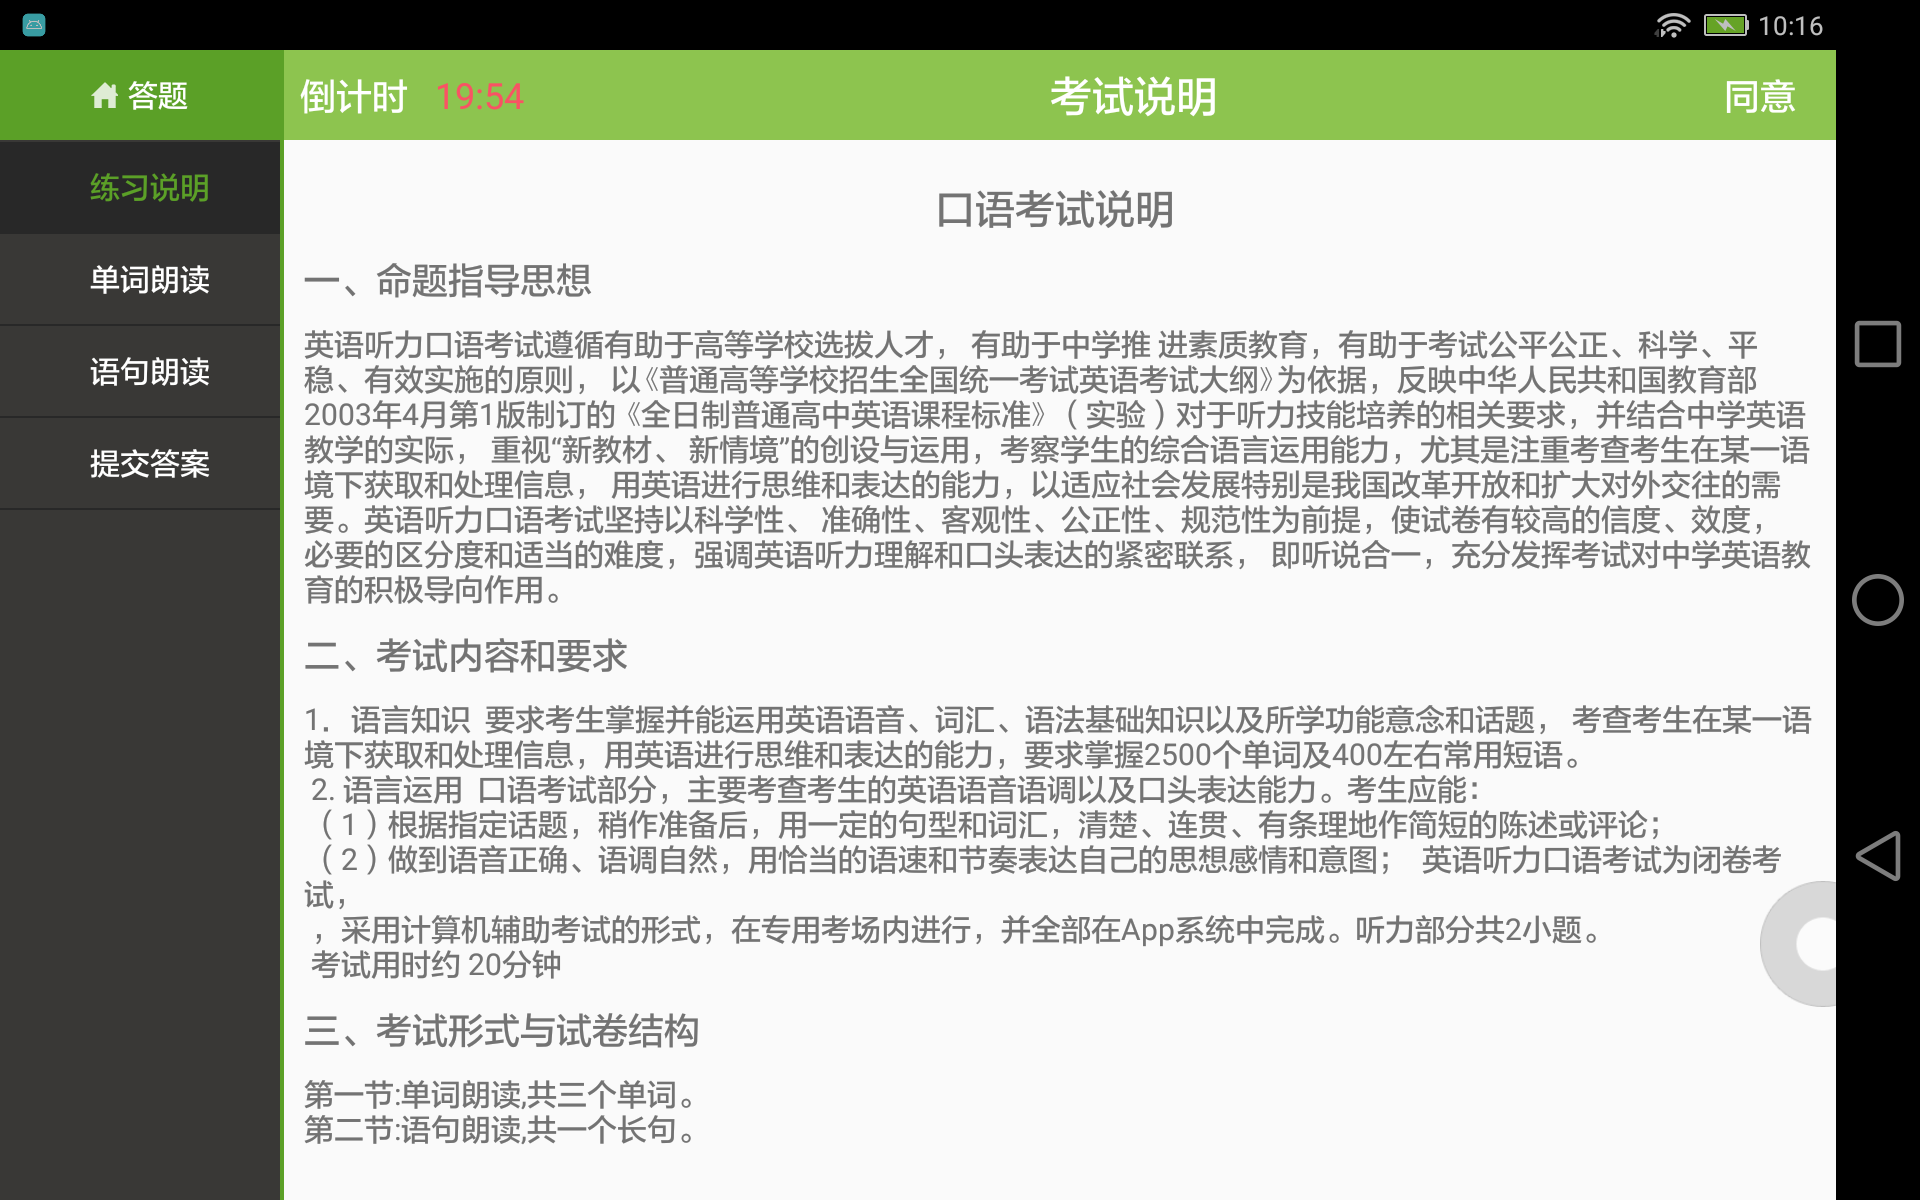 10:16
答题
倒计时 19:54
考试说明
同意
练习说明
单词朗读
语句朗读
提交答案
口语考试说明
一、命题指导思想
英语听力口语考试遵循有助于高等学校选拔人才， 有助于中学推 进素质教育，有助于考试公平公正、科学、平
稳、有效实施的原则， 以《普通高等学校招生全国统一考试英语考试大纲》为依据，反映中华人民共和国教育部
2003年4月第1版制订的《全日制普通高中英语课程标准》（实验）对于听力技能培养的相关要求，并结合中学英语
教学的实际， 重视“新教材、 新情境”的创设与运用，考察学生的综合语言运用能力，尤其是注重考查考生在某一语
境下获取和处理信息， 用英语进行思维和表达的能力，以适应社会发展特别是我国改革开放和扩大对外交往的需
要。英语听力口语考试坚持以科学性、 准确性、客观性、公正性、规范性为前提，使试卷有较高的信度、效度，
必要的区分度和适当的难度，强调英语听力理解和口头表达的紧密联系， 即听说合一，充分发挥考试对中学英语教
育的积极导向作用。
二、考试内容和要求
1． 语言知识 要求考生掌握并能运用英语语音、词汇、语法基础知识以及所学功能意念和话题， 考查考生在某一语
境下获取和处理信息，用英语进行思维和表达的能力，要求掌握2500个单词及400左右常用短语。
2. 语言运用 口语考试部分，主要考查考生的英语语音语调以及口头表达能力。考生应能：
（1）根据指定话题，稍作准备后，用一定的句型和词汇，清楚、连贯、有条理地作简短的陈述或评论；
（2）做到语音正确、语调自然，用恰当的语速和节奏表达自己的思想感情和意图； 英语听力口语考试为闭卷考
试，
，采用计算机辅助考试的形式，在专用考场内进行，并全部在App系统中完成。听力部分共2小题。
考试用时约 20分钟
三、考试形式与试卷结构
第一节:单词朗读,共三个单词。
第二节:语句朗读,共一个长句。